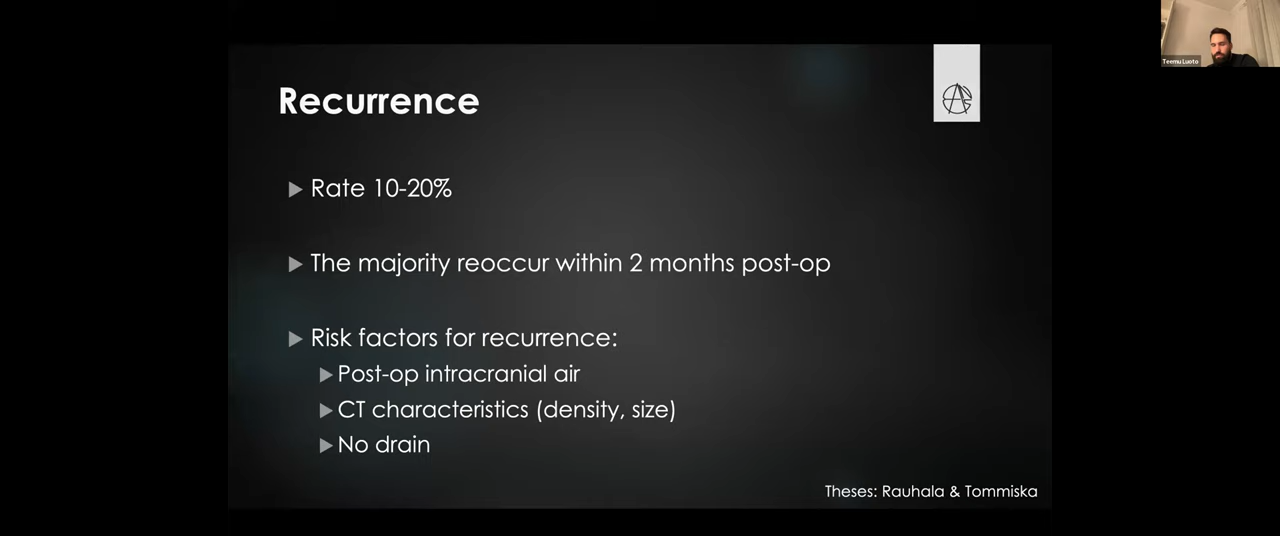 Teemu Luoto
Recurrence
Rate 10-20%
The majority reoccur within 2 months post-op
Risk factors for recurrence:
Post-op intracranial air
CT characteristics (density, size)
No drain
Theses: Rauhala & Tommiska